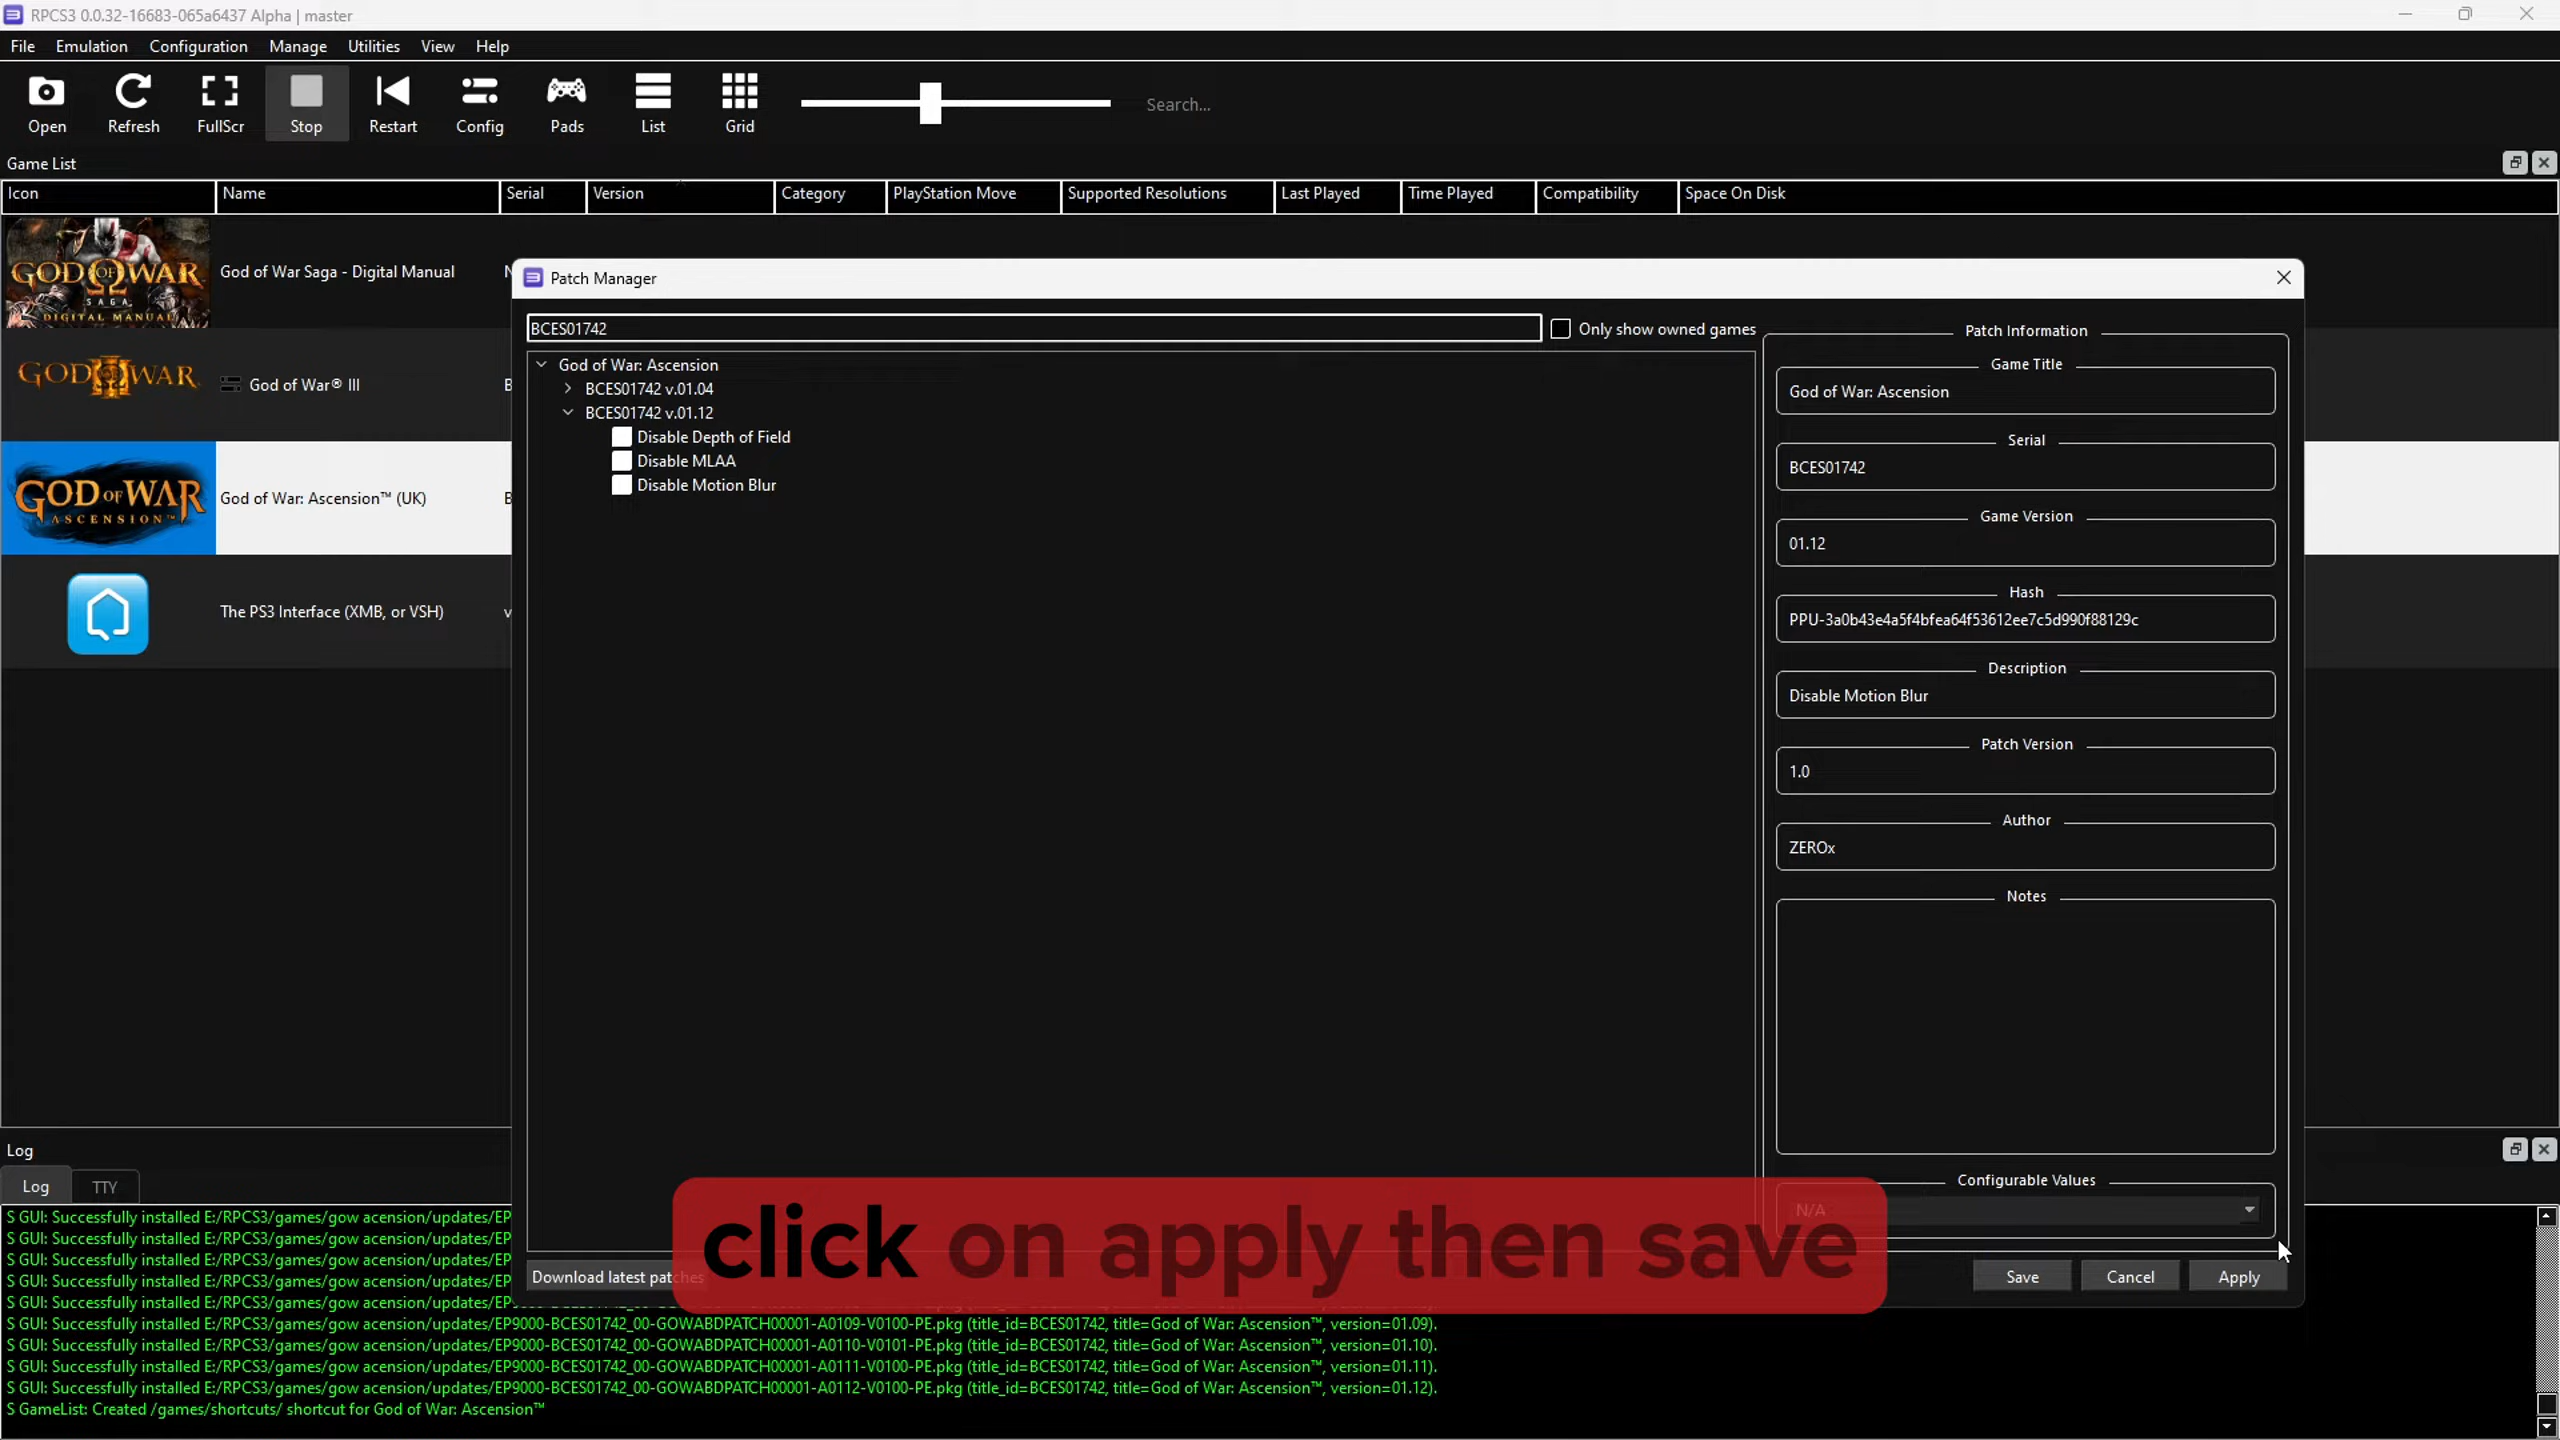 RPCS3 0.0.32-16683-065a6437 Alpha | master
File Emulation Configuration Manage Utilities View Help
Open Refresh FullScr Stop Restart Config Pads List Grid Search...
Game List
Icon Name Serial Version Category PlayStation Move Supported Resolutions Last Played Time Played Compatibility Space On Disk
GOD OF WAR
SAGA
DIGITAL MANUAL
God of War Saga - Digital Manual
GOD OF WAR
God of War® III
GOD OF WAR
ASCENSION™
God of War: Ascension™ (UK)
The PS3 Interface (XMB, or VSH)
Patch Manager
BCES01742
Only show owned games
God of War: Ascension
BCES01742 v.01.04
BCES01742 v.01.12
Disable Depth of Field
Disable MLAA
Disable Motion Blur
Patch Information
Game Title
God of War: Ascension
Serial
BCES01742
Game Version
01.12
Hash
PPU-3a0b43e4a5f4bfea64f53612ee7c5d990f88129c
Description
Disable Motion Blur
Patch Version
1.0
Author
ZEROx
Notes
Configurable Values
N/A
Download latest patches
Save Cancel Apply
click on apply then save
Log
Log TTY
S GUI: Successfully installed E:/RPCS3/games/gow acension/updates/EP
S GUI: Successfully installed E:/RPCS3/games/gow acension/updates/EP
S GUI: Successfully installed E:/RPCS3/games/gow acension/updates/EP
S GUI: Successfully installed E:/RPCS3/games/gow acension/updates/EP
S GUI: Successfully installed E:/RPCS3/games/gow acension/updates/
S GUI: Successfully installed E:/RPCS3/games/gow acension/updates/EP9000-BCES01742_00-GOWABDPATCH00001-A0109-V0100-PE.pkg (title_id=BCES01742, title=God of War: Ascension™, version=01.09).
S GUI: Successfully installed E:/RPCS3/games/gow acension/updates/EP9000-BCES01742_00-GOWABDPATCH00001-A0110-V0101-PE.pkg (title_id=BCES01742, title=God of War: Ascension™, version=01.10).
S GUI: Successfully installed E:/RPCS3/games/gow acension/updates/EP9000-BCES01742_00-GOWABDPATCH00001-A0111-V0100-PE.pkg (title_id=BCES01742, title=God of War: Ascension™, version=01.11).
S GUI: Successfully installed E:/RPCS3/games/gow acension/updates/EP9000-BCES01742_00-GOWABDPATCH00001-A0112-V0100-PE.pkg (title_id=BCES01742, title=God of War: Ascension™, version=01.12).
S GameList: Created /games/shortcuts/ shortcut for God of War: Ascension™